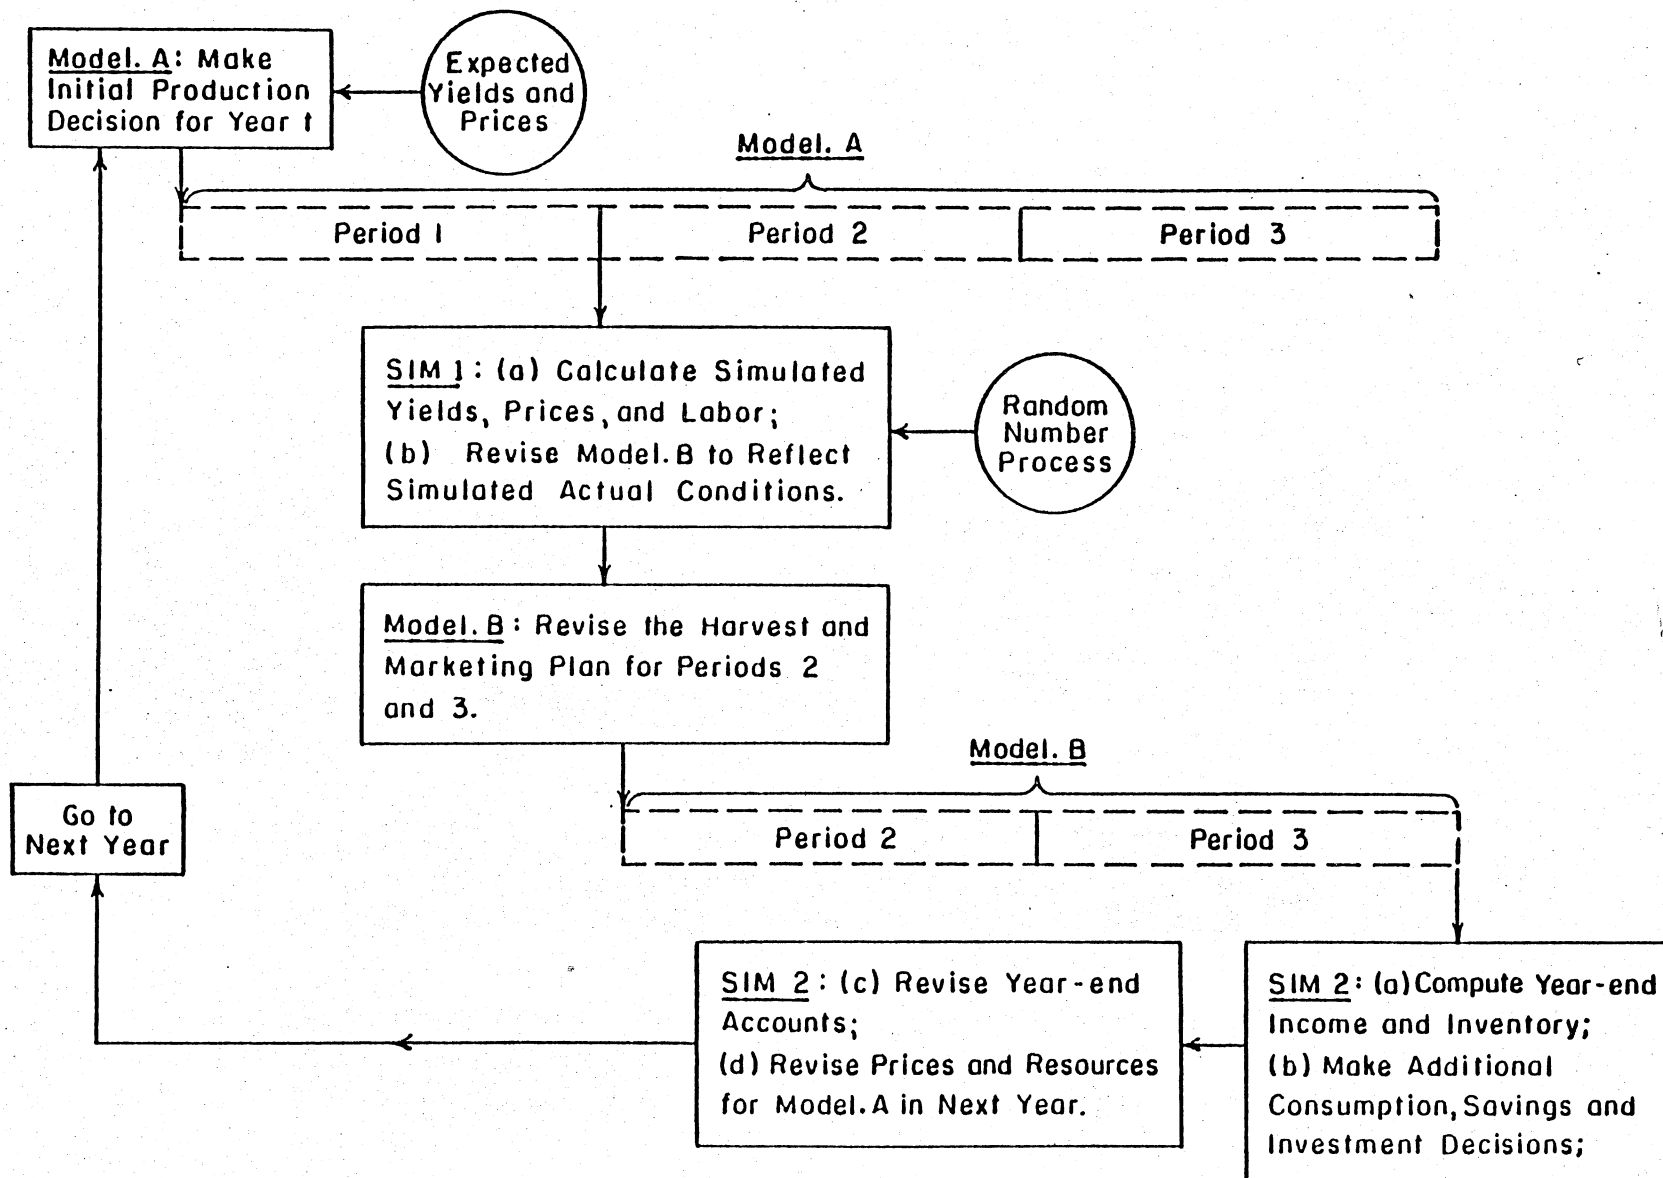 Model. A: Make
Initial Production
Decision for Year t
Expected
Yields and
Prices
Model. A
Period 1
Period 2
Period 3
SIM 1: (a) Calculate Simulated
Yields, Prices, and Labor;
(b) Revise Model. B to Reflect
Simulated Actual Conditions.
Random
Number
Process
Model. B: Revise the Harvest and
Marketing Plan for Periods 2
and 3.
Model. B
Period 2
Period 3
Go to
Next Year
SIM 2: (c) Revise Year-end
Accounts;
(d) Revise Prices and Resources
for Model. A in Next Year.
SIM 2: (a) Compute Year-end
Income and Inventory;
(b) Make Additional
Consumption, Savings and
Investment Decisions;